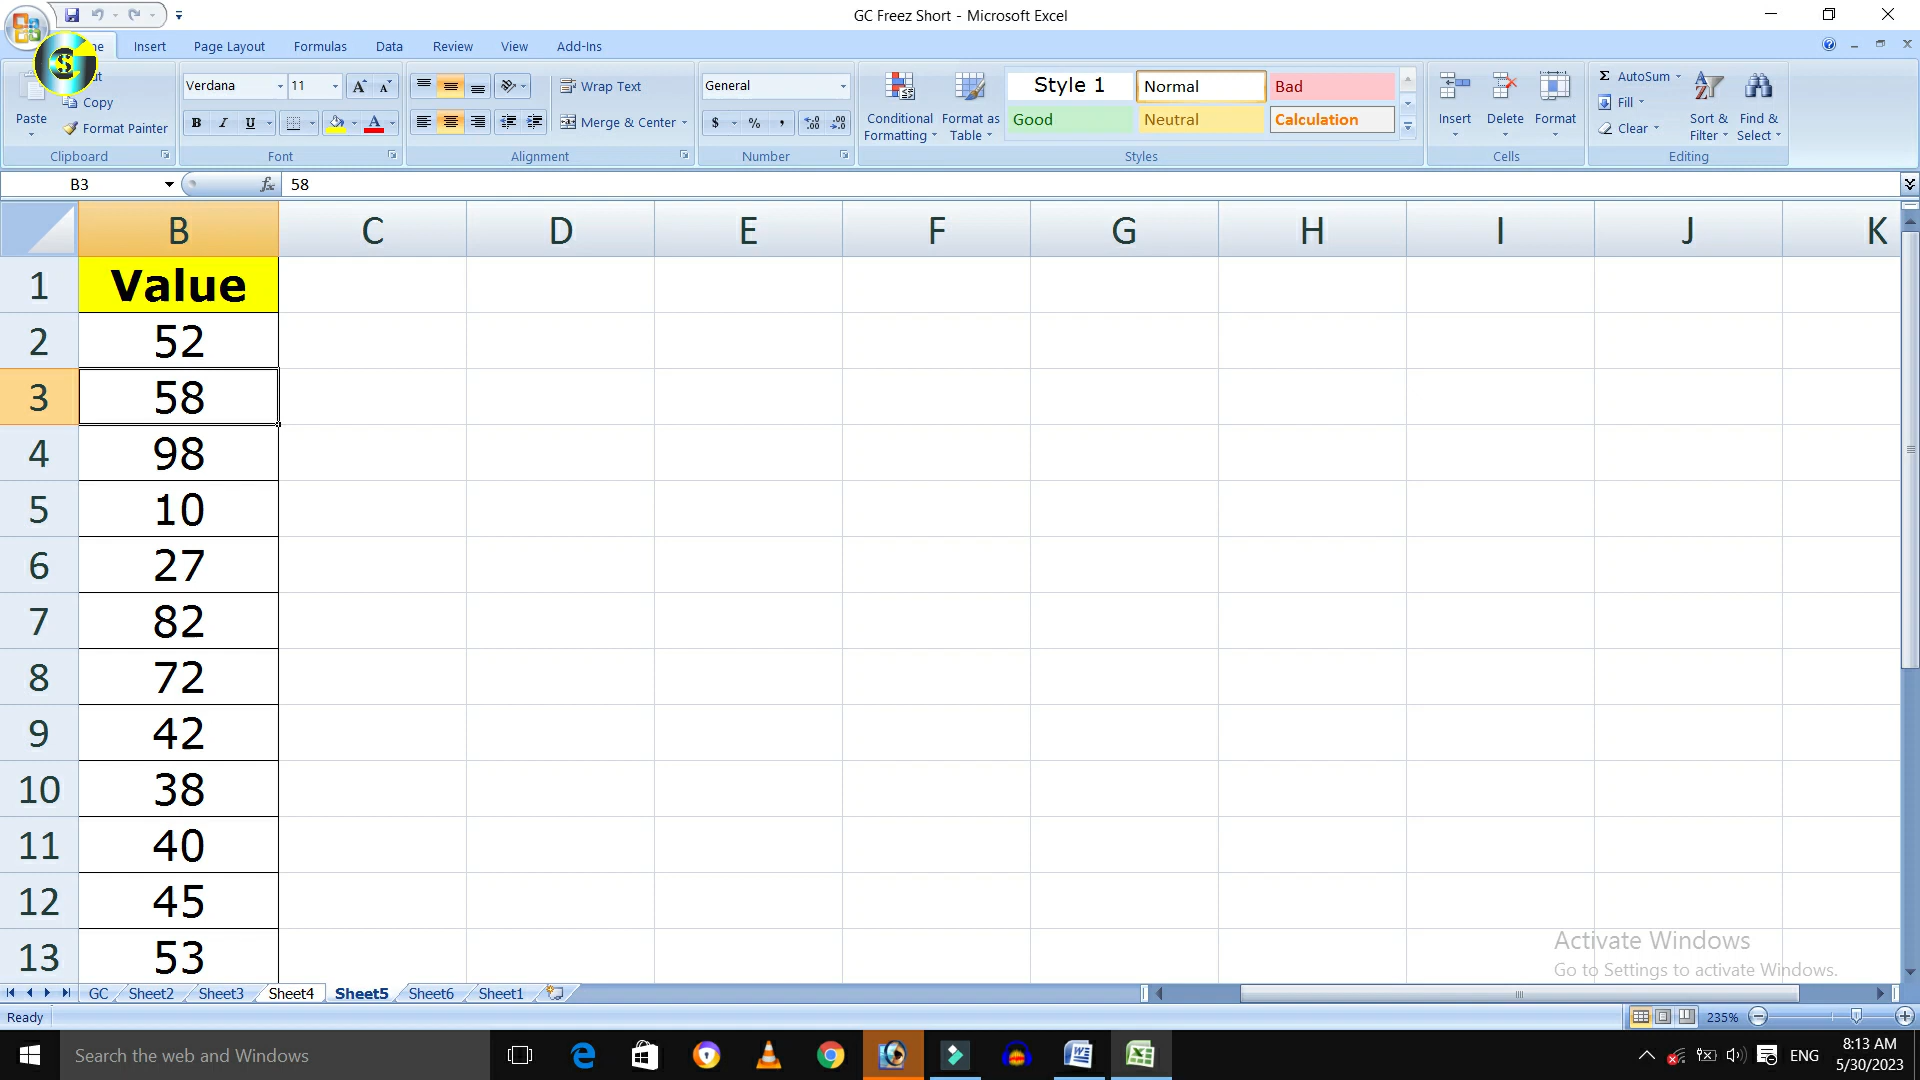 GC Freez Short - Microsoft Excel
Insert Page Layout Formulas Data Review View Add-Ins
Paste
Copy
Format Painter
Clipboard
Verdana 11
B I U
Font
Wrap Text
Merge & Center
Alignment
General
$ % ,
Number
Conditional Formatting
Format as Table
Style 1 Normal Bad
Good Neutral Calculation
Styles
Insert Delete Format
Cells
Σ AutoSum
Fill
Clear
Sort & Filter
Find & Select
Editing
B3 fx 58
B C D E F G H I J K
1 Value
2 52
3 58
4 98
5 10
6 27
7 82
8 72
9 42
10 38
11 40
12 45
13 53
Activate Windows
Go to Settings to activate Windows.
GC Sheet2 Sheet3 Sheet4 Sheet5 Sheet6 Sheet1
Ready 235%
Search the web and Windows
ENG
8:13 AM
5/30/2023